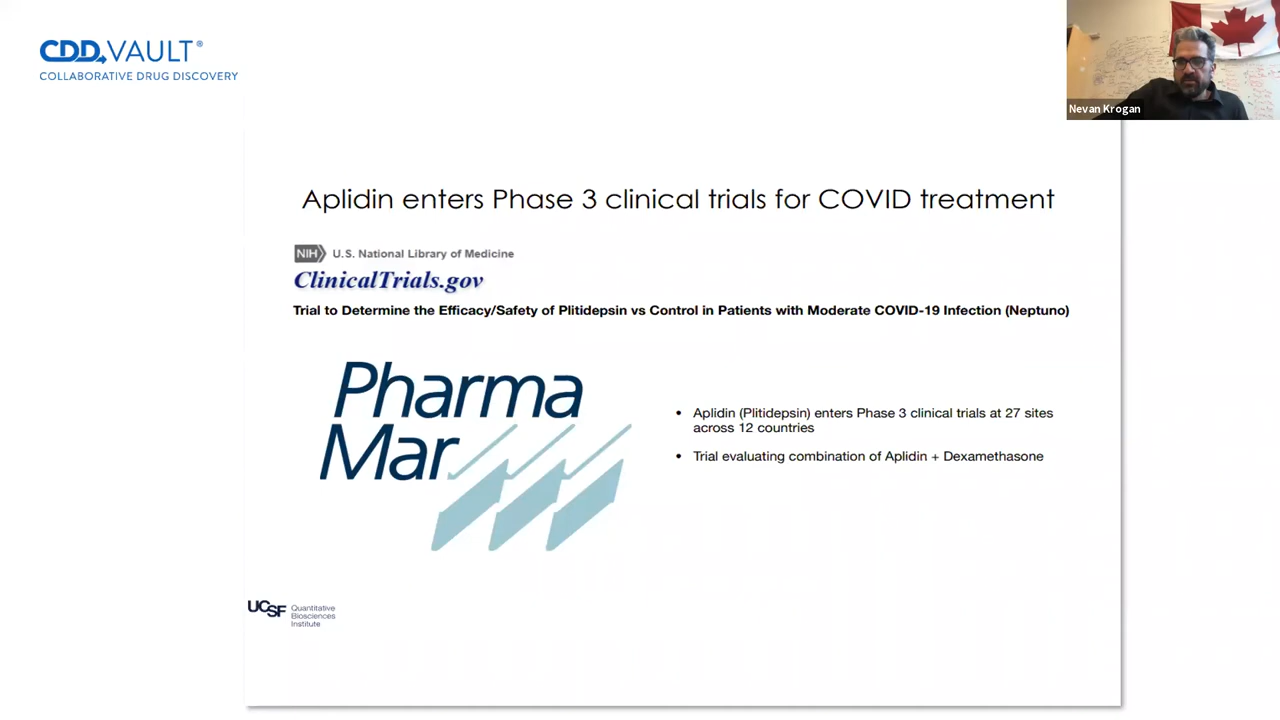 CDD VAULT®
COLLABORATIVE DRUG DISCOVERY
Nevan Krogan
Aplidin enters Phase 3 clinical trials for COVID treatment
NIH U.S. National Library of Medicine
ClinicalTrials.gov
Trial to Determine the Efficacy/Safety of Plitidepsin vs Control in Patients with Moderate COVID-19 Infection (Neptuno)
Pharma
Mar
• Aplidin (Plitidepsin) enters Phase 3 clinical trials at 27 sites
across 12 countries
• Trial evaluating combination of Aplidin + Dexamethasone
UCSF Quantitative
Biosciences
Institute